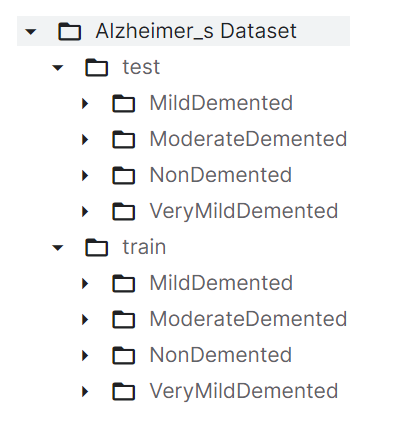 Alzheimer_s Dataset
test
MildDemented
ModerateDemented
NonDemented
VeryMildDemented
train
MildDemented
ModerateDemented
NonDemented
VeryMildDemented